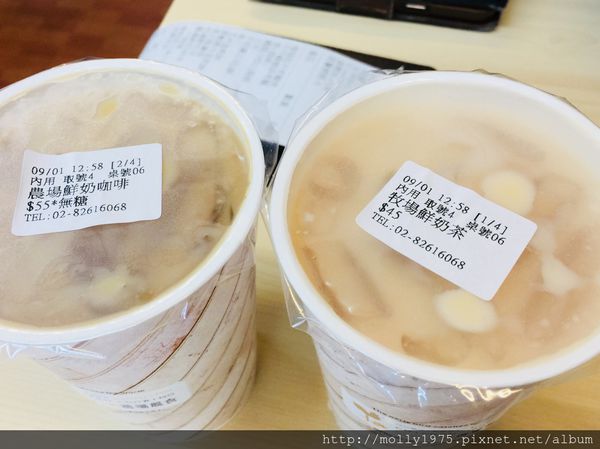 09/01 12:58 [2/4]
內用 取號4 桌號06
農場鮮奶咖啡
$55*無糖
TEL:02-82616068
09/01 12:58 [1/4]
內用 取號4 桌號06
牧場鮮奶茶
$45
TEL:02-82616068
http://molly1975.pixnet.net/album